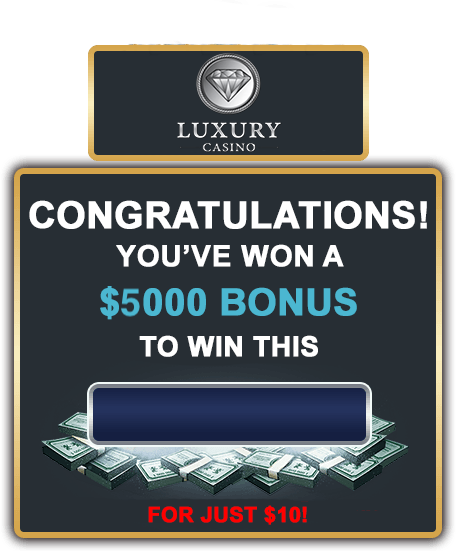 LUXURY
CASINO
CONGRATULATIONS!
YOU'VE WON A
$5000 BONUS
TO WIN THIS
FOR JUST $10!